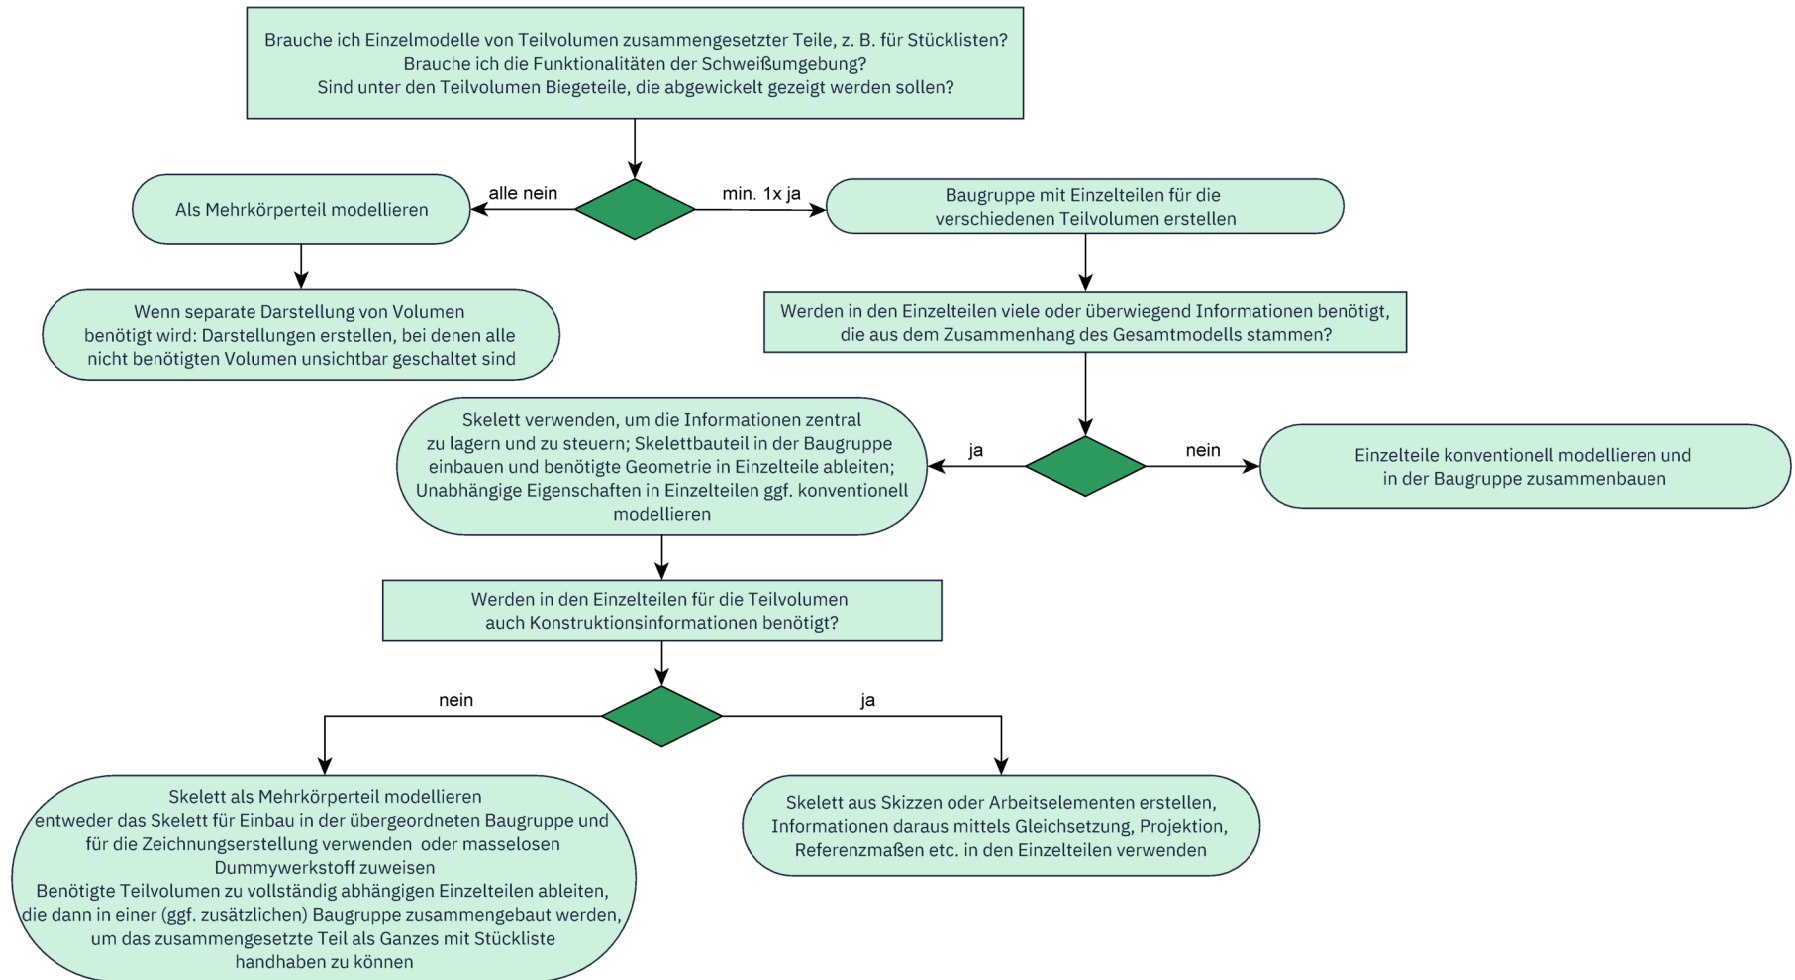 Brauche ich Einzelmodelle von Teilvolumen zusammengesetzter Teile, z. B. für Stücklisten?
Brauche ich die Funktionalitäten der Schweißumgebung?
Sind unter den Teilvolumen Biegeteile, die abgewickelt gezeigt werden sollen?
alle nein
min. 1x ja
Als Mehrkörperteil modellieren
Baugruppe mit Einzelteilen für die
verschiedenen Teilvolumen erstellen
Wenn separate Darstellung von Volumen
benötigt wird: Darstellungen erstellen, bei denen alle
nicht benötigten Volumen unsichtbar geschaltet sind
Werden in den Einzelteilen viele oder überwiegend Informationen benötigt,
die aus dem Zusammenhang des Gesamtmodells stammen?
Skelett verwenden, um die Informationen zentral
zu lagern und zu steuern; Skelettbauteil in der Baugruppe
einbauen und benötigte Geometrie in Einzelteile ableiten;
Unabhängige Eigenschaften in Einzelteilen ggf. konventionell
modellieren
ja
nein
Einzelteile konventionell modellieren und
in der Baugruppe zusammenbauen
Werden in den Einzelteilen für die Teilvolumen
auch Konstruktionsinformationen benötigt?
nein
ja
Skelett als Mehrkörperteil modellieren
entweder das Skelett für Einbau in der übergeordneten Baugruppe und
für die Zeichnungserstellung verwenden oder masselosen
Dummywerkstoff zuweisen
Benötigte Teilvolumen zu vollständig abhängigen Einzelteilen ableiten,
die dann in einer (ggf. zusätzlichen) Baugruppe zusammengebaut werden,
um das zusammengesetzte Teil als Ganzes mit Stückliste
handhaben zu können
Skelett aus Skizzen oder Arbeitselementen erstellen,
Informationen daraus mittels Gleichsetzung, Projektion,
Referenzmaßen etc. in den Einzelteilen verwenden